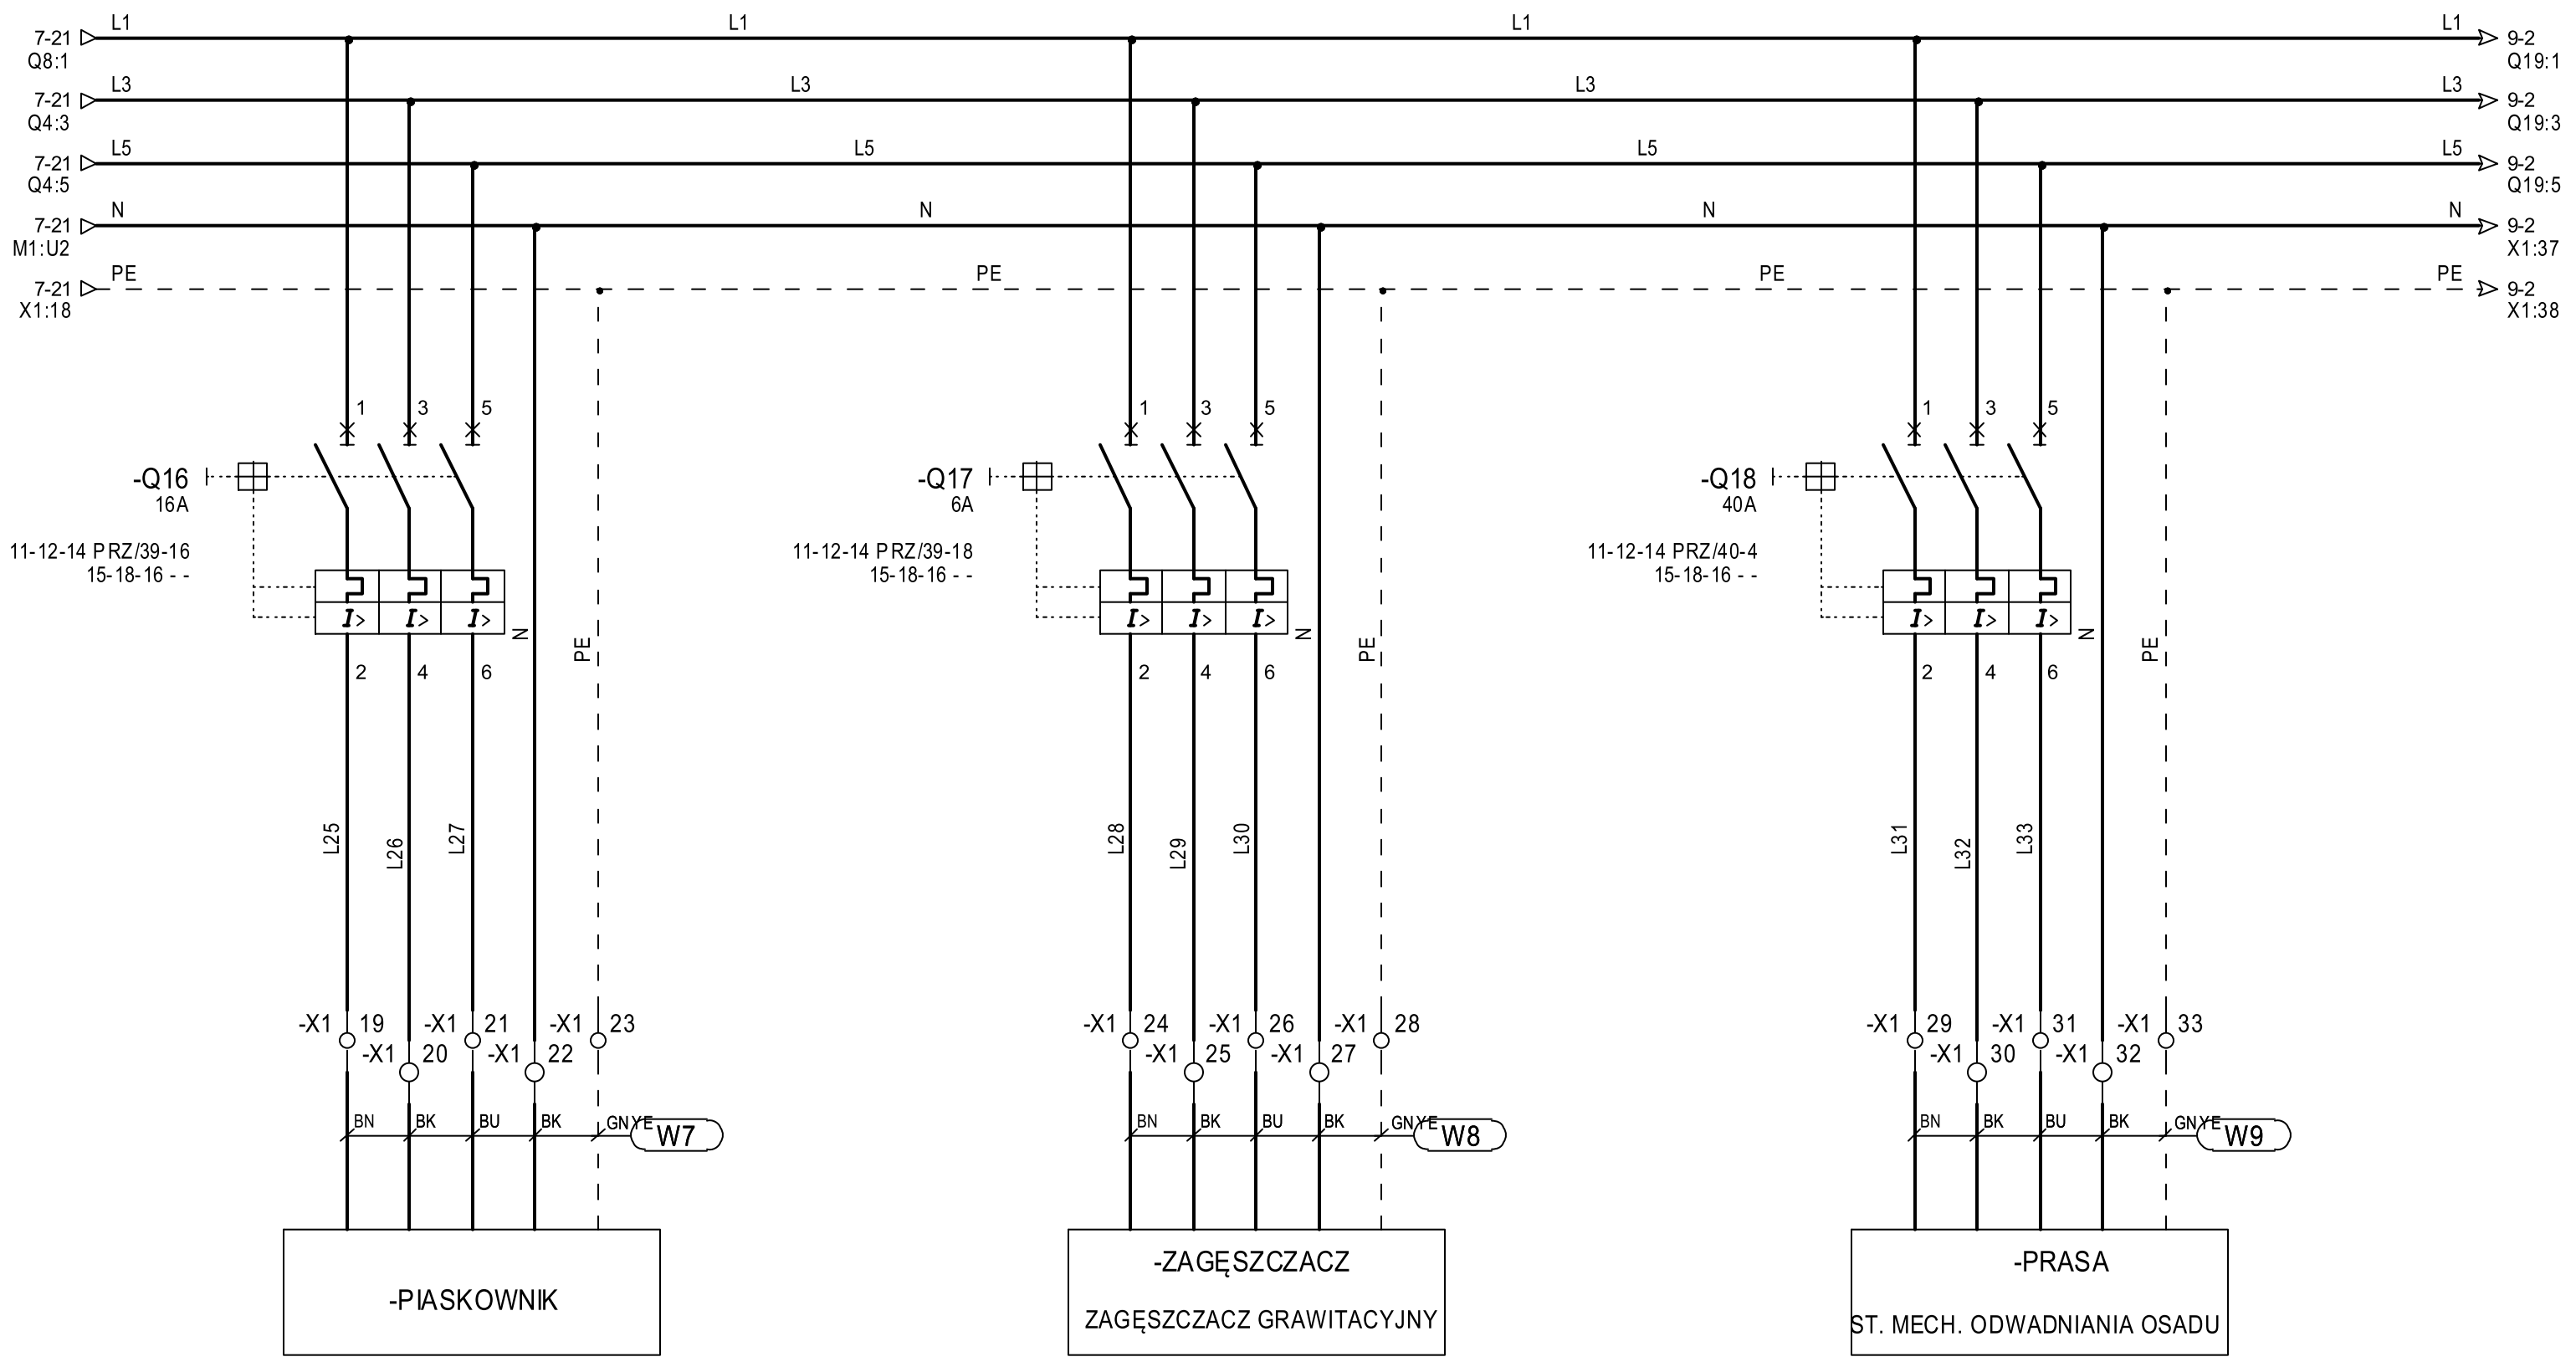 L1 L1 L1 L1
7-21 9-2
Q8:1 Q19:1
L3 L3 L3 L3
7-21 9-2
Q4:3 Q19:3
L5 L5 L5 L5
7-21 9-2
Q4:5 Q19:5
N N N N
7-21 9-2
M1:U2 X1:37
PE PE PE PE
7-21 9-2
X1:18 X1:38
1 3 5 1 3 5 1 3 5
-Q16 -Q17 -Q18
16A 6A 40A
11-12-14 PRZ/39-16 11-12-14 PRZ/39-18 11-12-14 PRZ/40-4
15-18-16 - - 15-18-16 - - 15-18-16 - -
I> I> I> I> I> I> I> I> I>
N PE N PE N PE
2 4 6 2 4 6 2 4 6
L25 L26 L27 L28 L29 L30 L31 L32 L33
-X1 19 -X1 21 -X1 23 -X1 24 -X1 26 -X1 28 -X1 29 -X1 31 -X1 33
-X1 20 -X1 22 -X1 25 -X1 27 -X1 30 -X1 32
BN BK BU BK GNYE BN BK BU BK GNYE BN BK BU BK GNYE
W7 W8 W9
-PIASKOWNIK
-ZAGĘSZCZACZ
ZAGĘSZCZACZ GRAWITACYJNY
-PRASA
ST. MECH. ODWADNIANIA OSADU